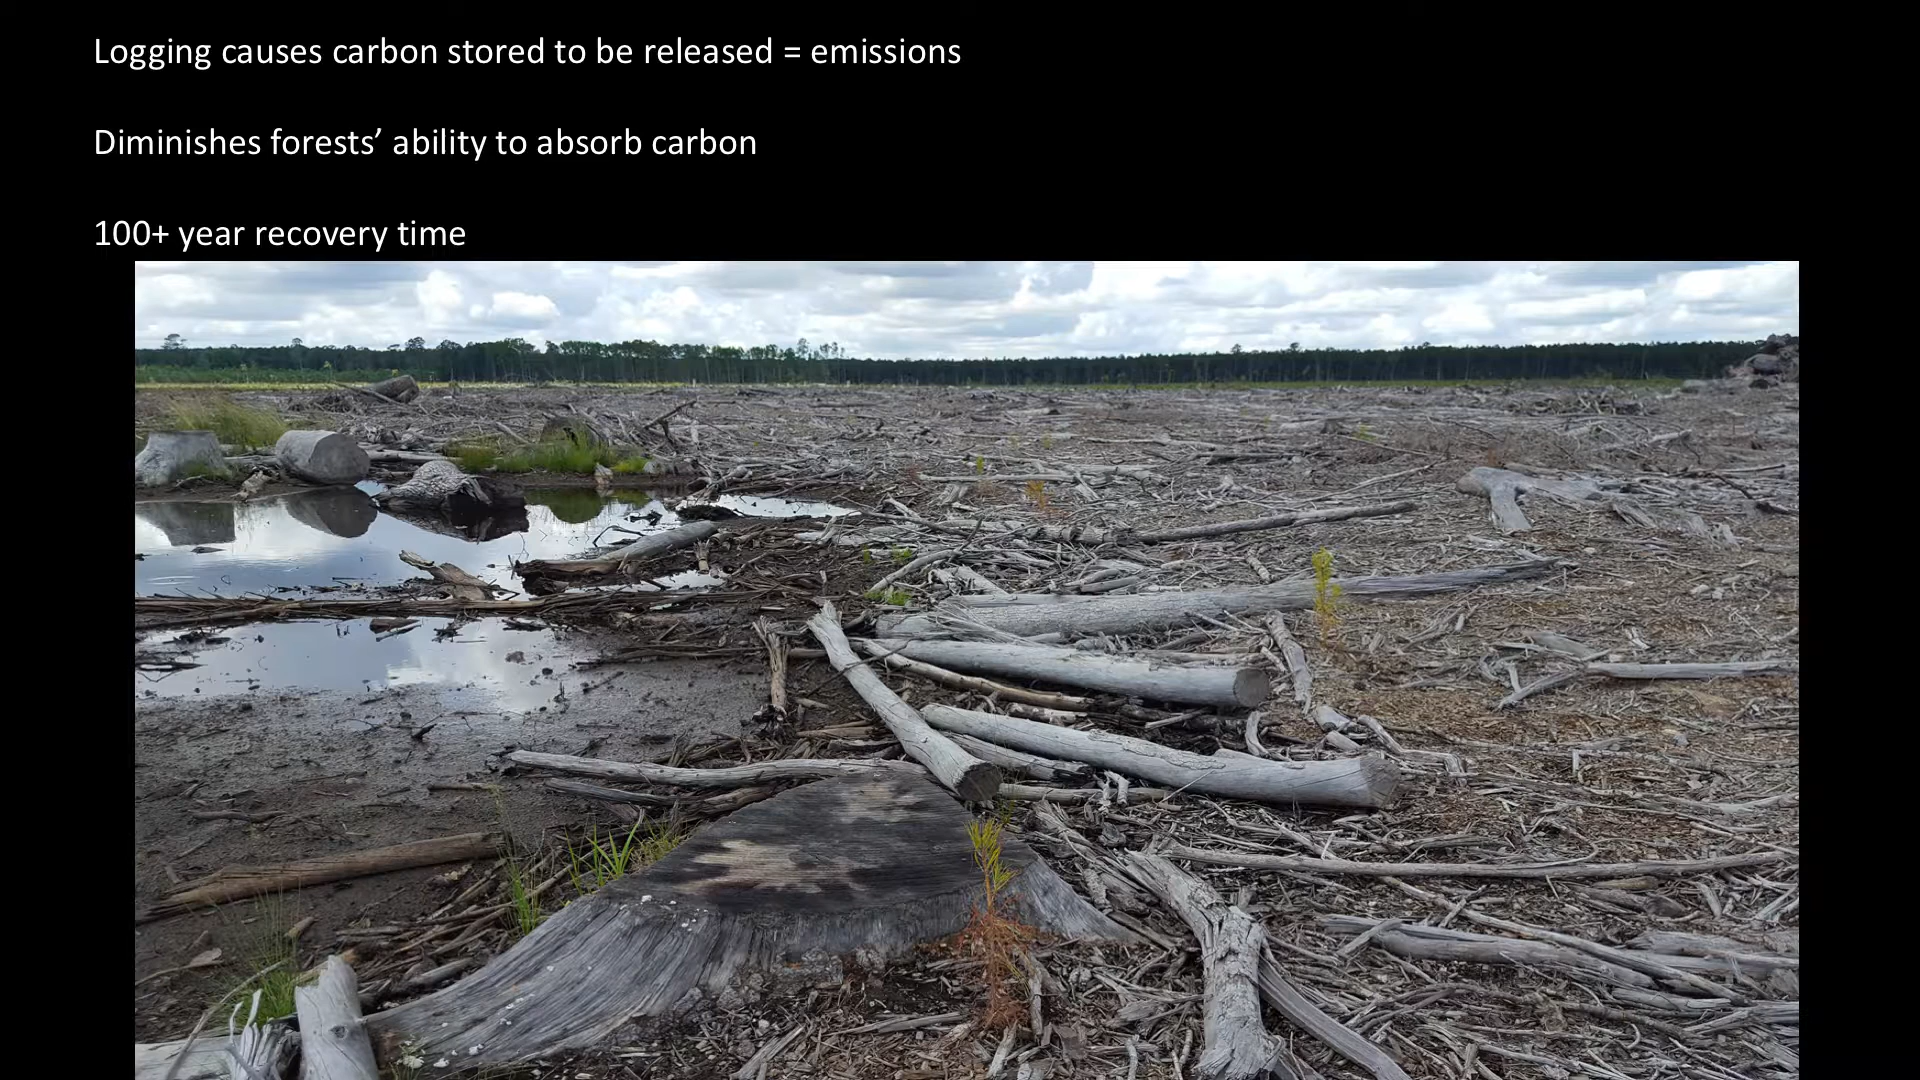 Logging causes carbon stored to be released = emissions
Diminishes forests’ ability to absorb carbon
100+ year recovery time